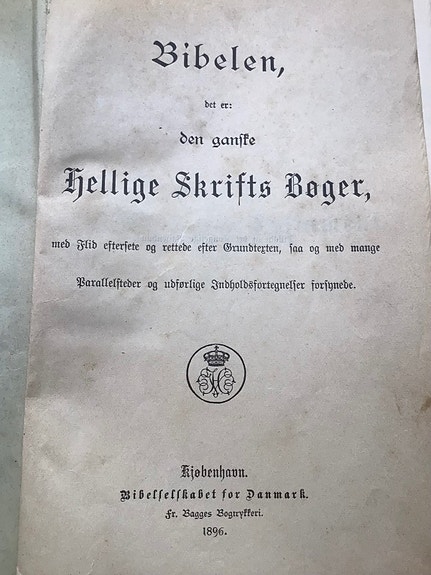 Bibelen,
det er:
den ganske
Hellige Skrifts Bøger,
med Flid eftersete og rettede efter Grundtexten, saa og med mange
Parallelsteder og udførlige Indholdsfortegnelser forsynede.
Kjøbenhavn.
Bibelselskabet for Danmark.
Fr. Bagges Bogtrykkeri.
1896.